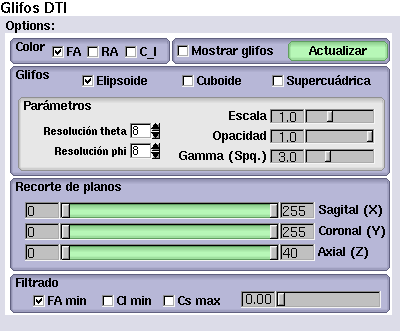 Glifos DTI
Options:
Color FA RA C_I Mostrar glifos Actualizar
Glifos Elipsoide Cuboide Supercuádrica
Parámetros
Resolución theta 8
Resolución phi 8
Escala 1.0
Opacidad 1.0
Gamma (Spq.) 3.0
Recorte de planos
0 255 Sagital (X)
0 255 Coronal (Y)
0 40 Axial (Z)
Filtrado
FA min Cl min Cs max 0.00